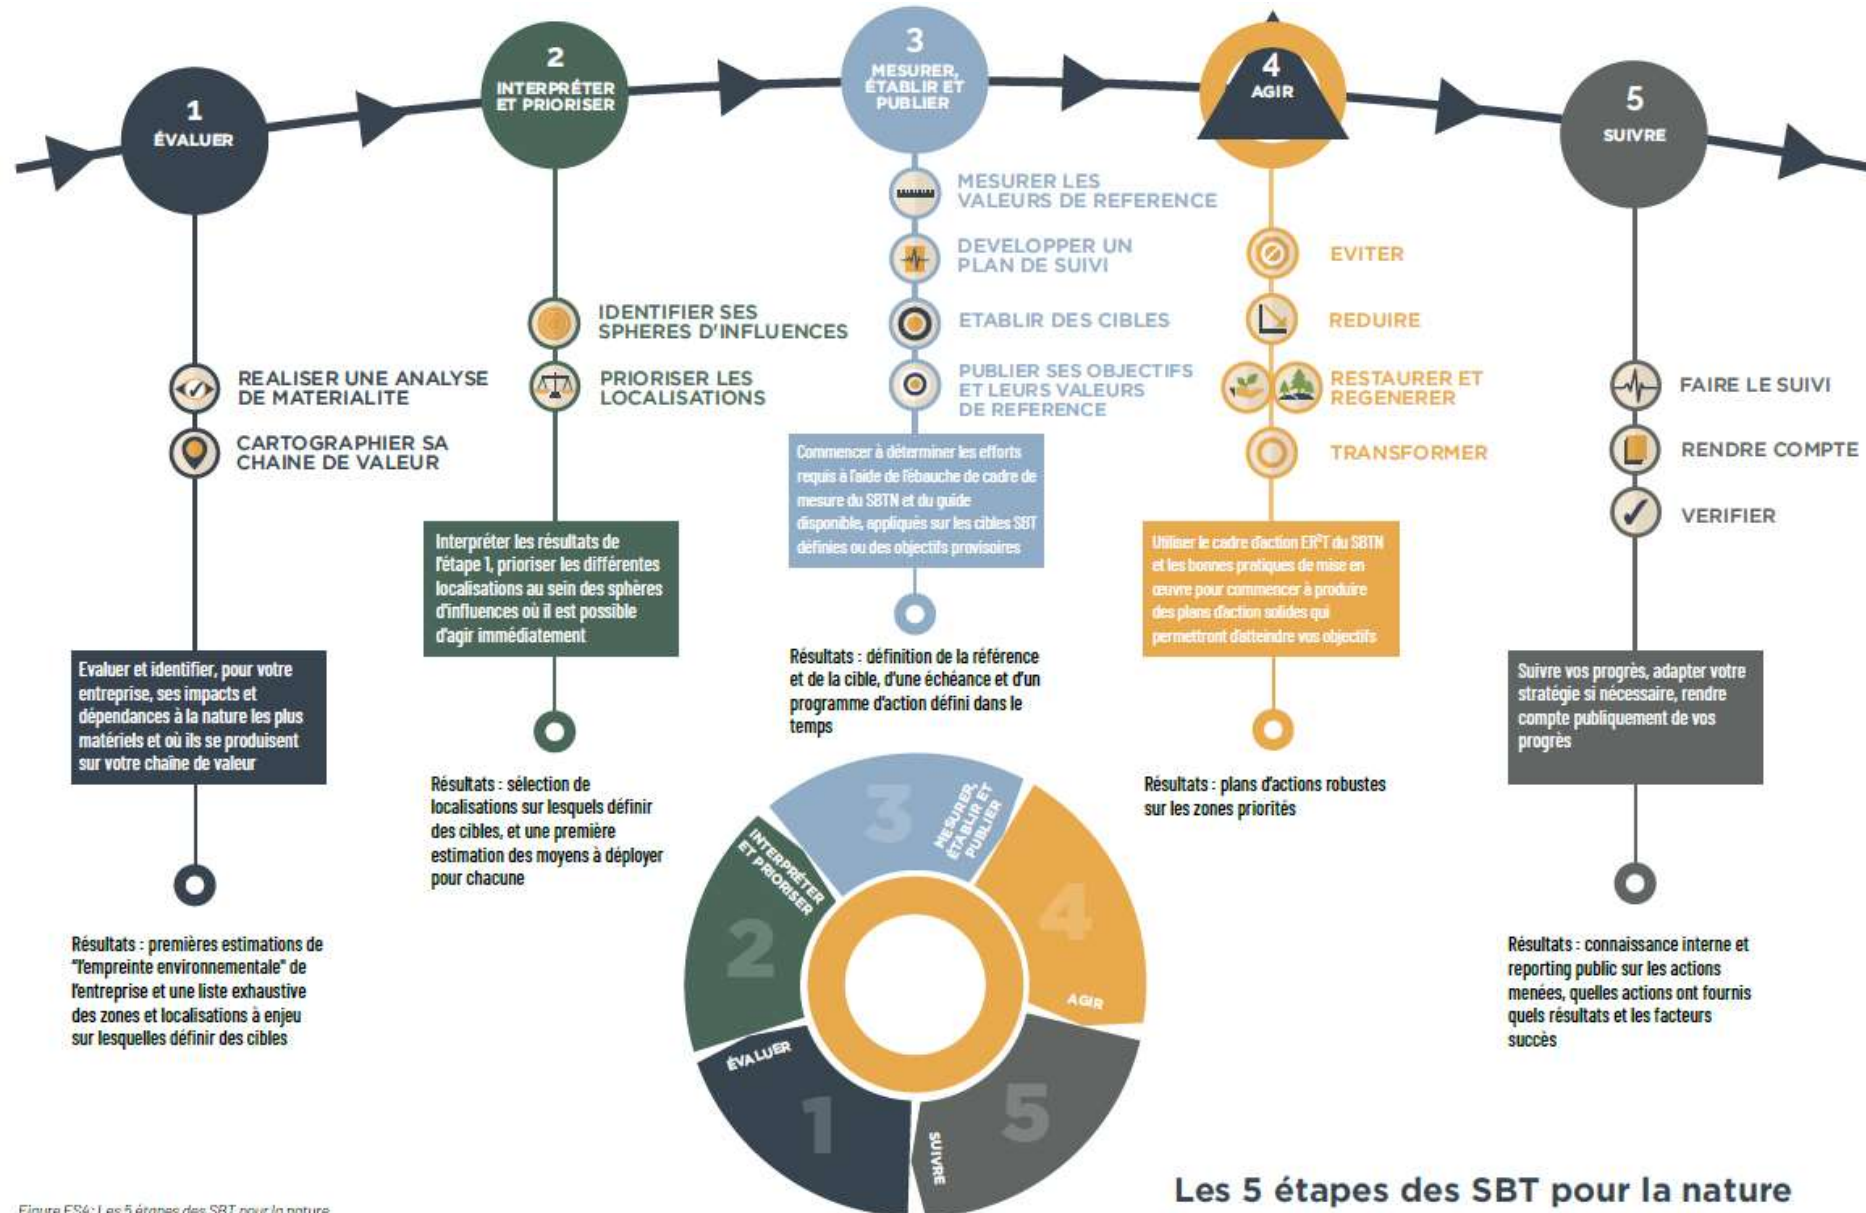 1
ÉVALUER
REALISER UNE ANALYSE
DE MATERIALITE
CARTOGRAPHIER SA
CHAINE DE VALEUR
Evaluer et identifier, pour votre
entreprise, ses impacts et
dépendances à la nature les plus
matériels et où ils se produisent
sur votre chaîne de valeur
Résultats : premières estimations de
"l'empreinte environnementale" de
l'entreprise et une liste exhaustive
des zones et localisations à enjeu
sur lesquelles définir des cibles
2
INTERPRÉTER
ET PRIORISER
IDENTIFIER SES
SPHERES D'INFLUENCES
PRIORISER LES
LOCALISATIONS
Interpréter les résultats de
l'étape 1, prioriser les différentes
localisations au sein des sphères
d'influences où il est possible
d'agir immédiatement
Résultats : sélection de
localisations sur lesquels définir
des cibles, et une première
estimation des moyens à déployer
pour chacune
3
MESURER,
ÉTABLIR ET
PUBLIER
MESURER LES
VALEURS DE REFERENCE
DEVELOPPER UN
PLAN DE SUIVI
ETABLIR DES CIBLES
PUBLIER SES OBJECTIFS
ET LEURS VALEURS
DE REFERENCE
Commencer à déterminer les efforts
requis à l'aide de l'ébauche de cadre de
mesure du SBTN et du guide
disponible, appliqués sur les cibles SBT
définies ou des objectifs provisoires
Résultats : définition de la référence
et de la cible, d'une échéance et d'un
programme d'action défini dans le
temps
4
AGIR
EVITER
REDUIRE
RESTAURER ET
REGENERER
TRANSFORMER
Utiliser le cadre d'action ER²T du SBTN
et les bonnes pratiques de mise en
œuvre pour commencer à produire
des plans d'action solides qui
permettront d'atteindre vos objectifs
Résultats : plans d'actions robustes
sur les zones priorités
5
SUIVRE
FAIRE LE SUIVI
RENDRE COMPTE
VERIFIER
Suivre vos progrès, adapter votre
stratégie si nécessaire, rendre
compte publiquement de vos
progrès
Résultats : connaissance interne et
reporting public sur les actions
menées, quelles actions ont fournis
quels résultats et les facteurs
succès
1
ÉVALUER
2
INTERPRÉTER
ET PRIORISER
3
MESURER,
ÉTABLIR ET
PUBLIER
4
AGIR
5
SUIVRE
Les 5 étapes des SBT pour la nature
Figure ES4: Les 5 étapes des SBT pour la nature